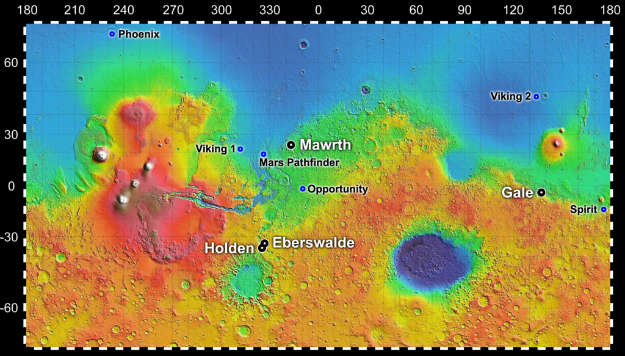 180 210 240 270 300 330 0 30 60 90 120 150 180
Phoenix
60
Viking 2
30
Viking 1
Mawrth
Mars Pathfinder
0
Opportunity
Gale
Spirit
-30
Holden
Eberswalde
-60